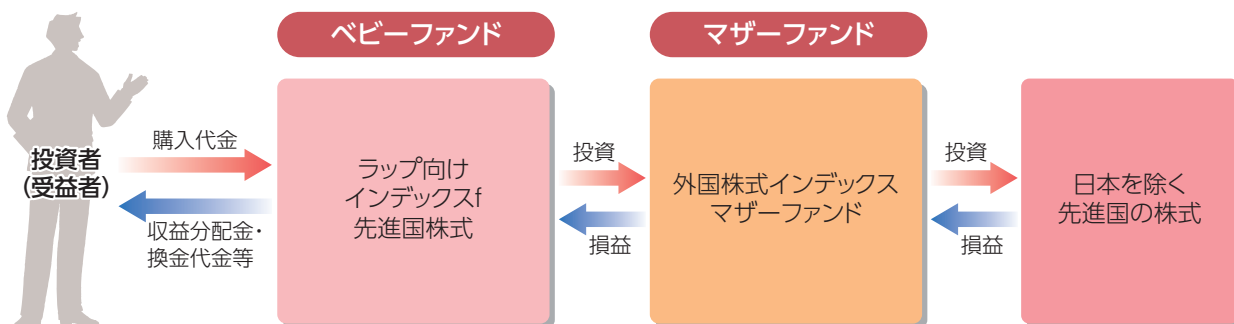 ベビーファンド
マザーファンド
投資者
(受益者)
購入代金
収益分配金・
換金代金等
ラップ向け
インデックスf
先進国株式
投資
損益
外国株式インデックス
マザーファンド
投資
損益
日本を除く
先進国の株式